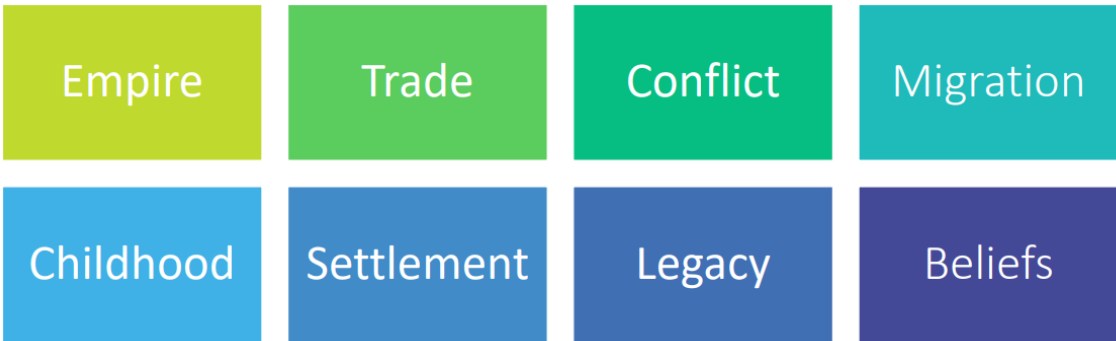 Empire
Trade
Conflict
Migration
Childhood
Settlement
Legacy
Beliefs